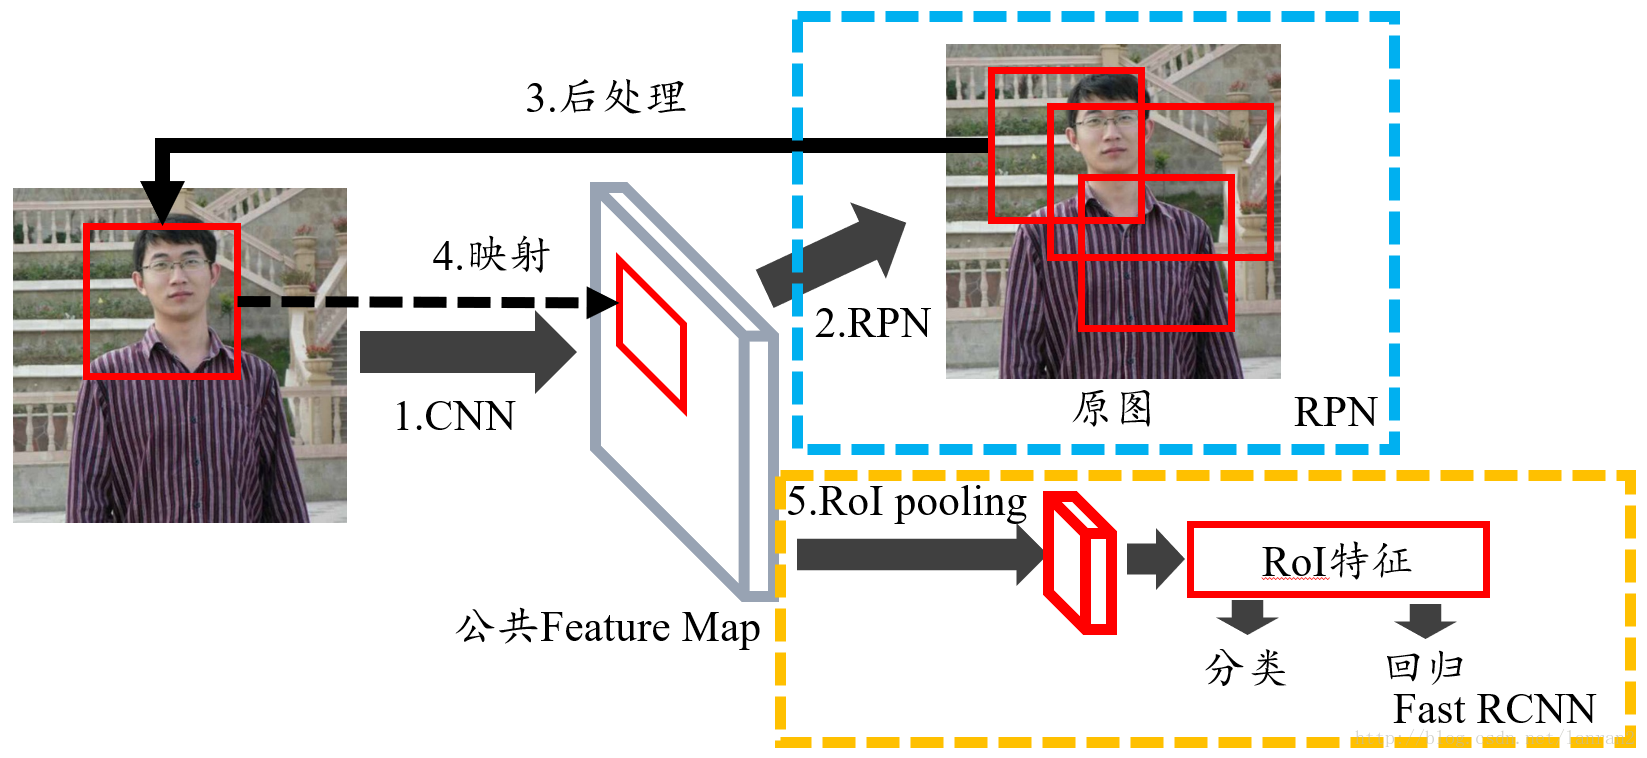 3.后处理
4.映射
1.CNN
2.RPN
原图
RPN
公共Feature Map
5.RoI pooling
RoI特征
分类
回归
Fast RCNN